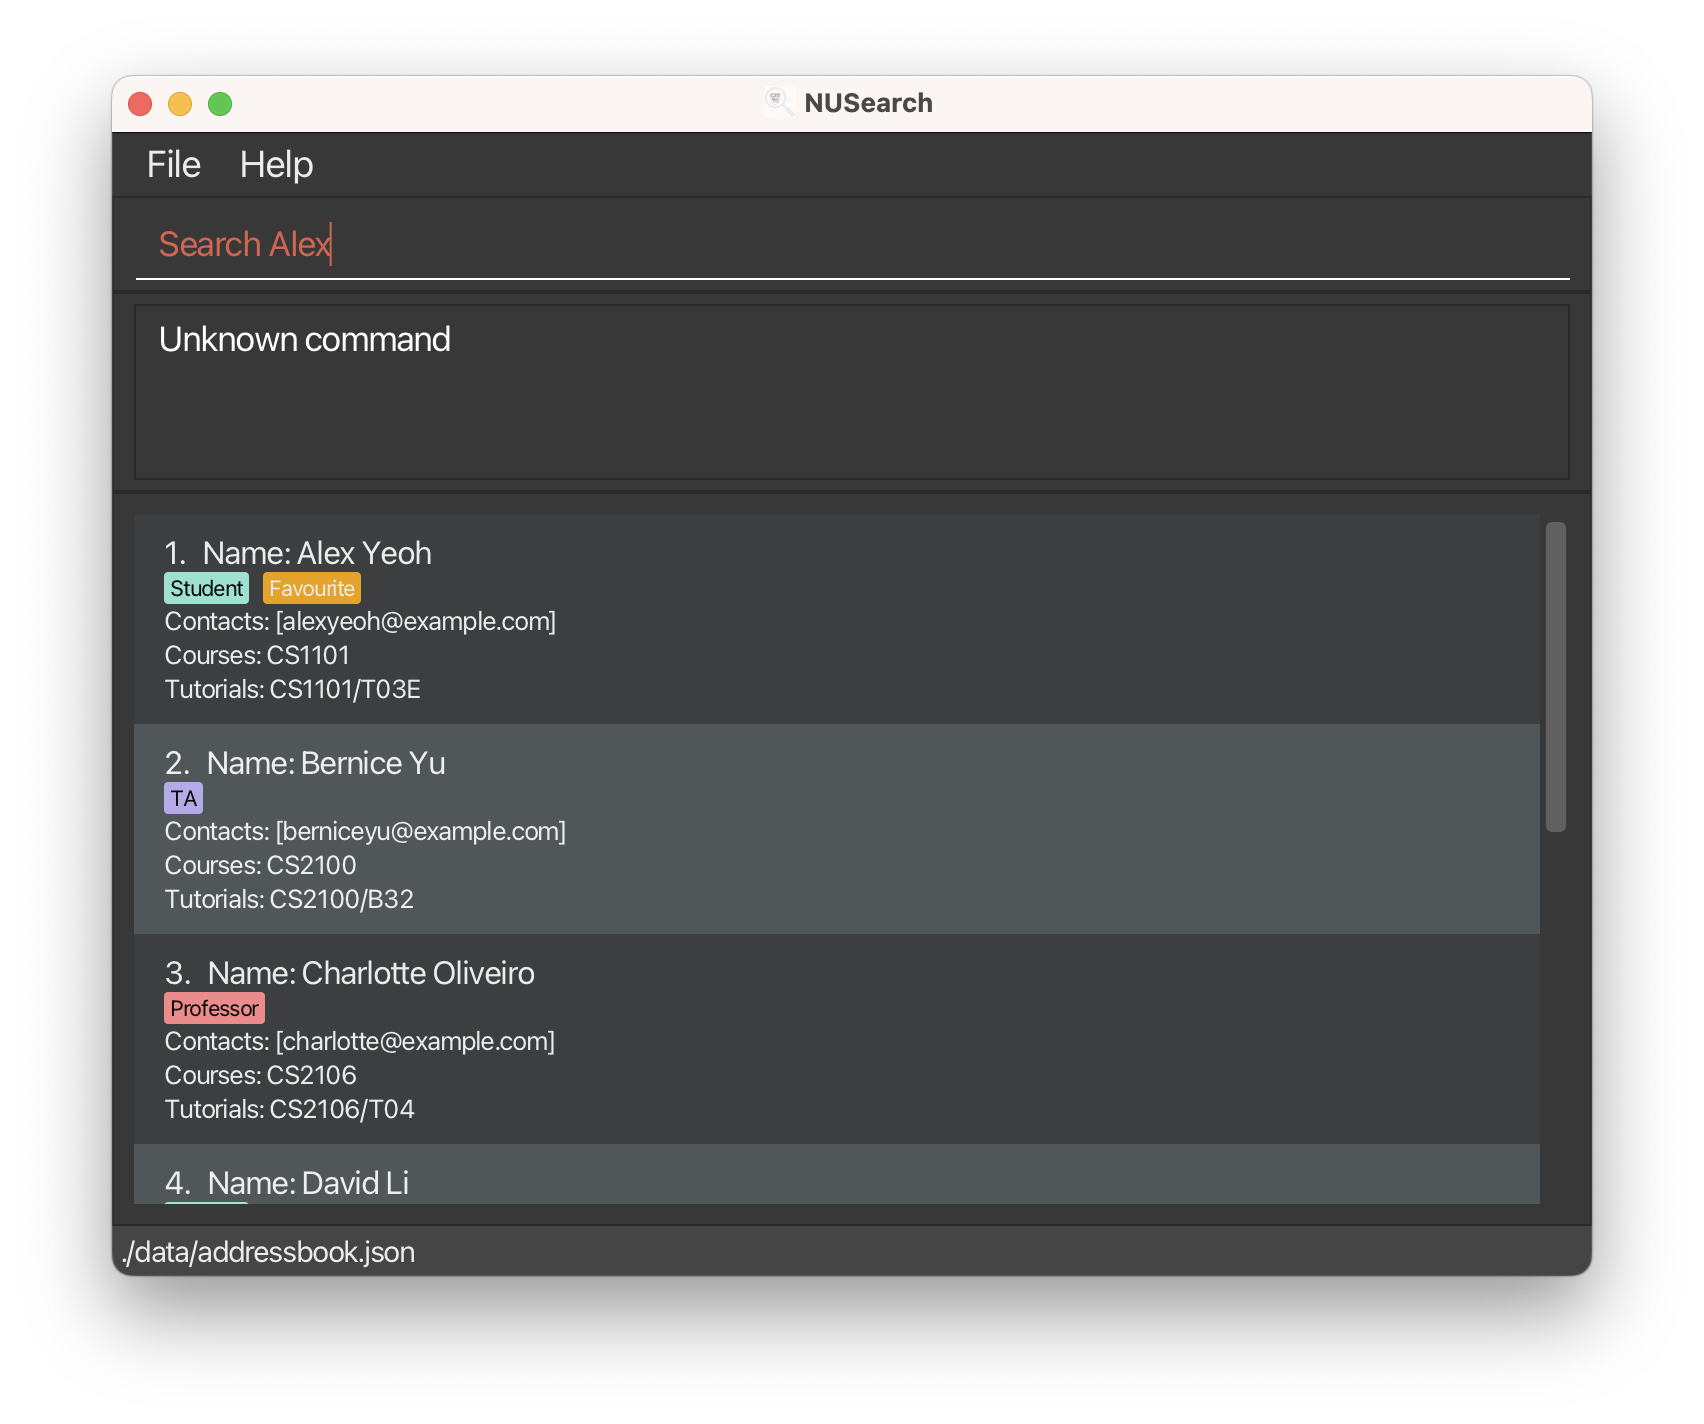 NUSearch
File Help
Search Alex
Unknown command
1. Name: Alex Yeoh
Student Favourite
Contacts: [alexyeoh@example.com]
Courses: CS1101
Tutorials: CS1101/T03E
2. Name: Bernice Yu
TA
Contacts: [berniceyu@example.com]
Courses: CS2100
Tutorials: CS2100/B32
3. Name: Charlotte Oliveiro
Professor
Contacts: [charlotte@example.com]
Courses: CS2106
Tutorials: CS2106/T04
4. Name: David Li
./data/addressbook.json